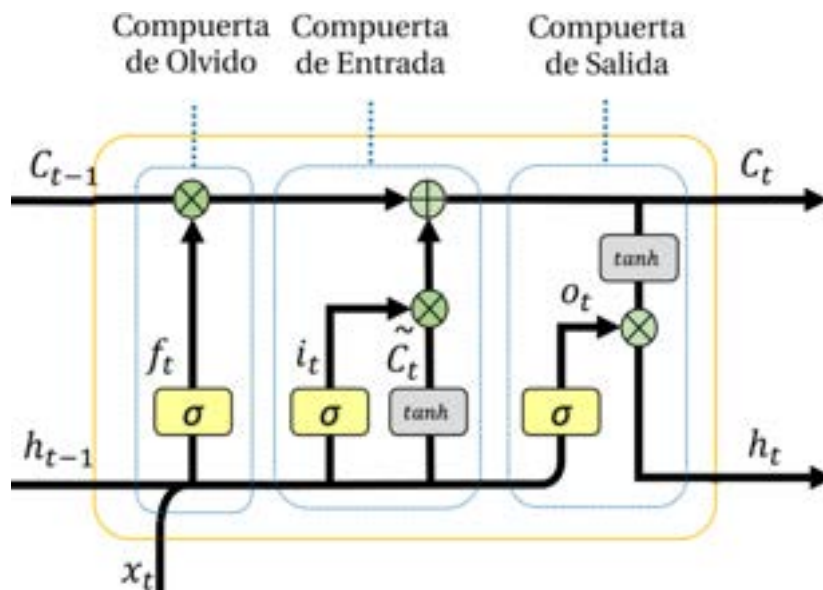 Compuerta
de Olvido
Compuerta
de Entrada
Compuerta
de Salida
C_{t-1}
C_t
tanh
o_t
f_t
i_t
\tilde{C}_t
σ
σ
tanh
σ
h_{t-1}
h_t
x_t